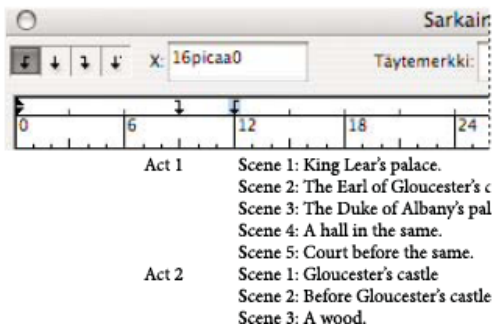 Sarkain
X: 16picaa0 Täytemerkki:
0 6 12 18 24
Act 1 Scene 1: King Lear's palace.
Scene 2: The Earl of Gloucester's
Scene 3: The Duke of Albany's pal
Scene 4: A hall in the same.
Scene 5: Court before the same.
Act 2 Scene 1: Gloucester's castle
Scene 2: Before Gloucester's castle
Scene 3: A wood.